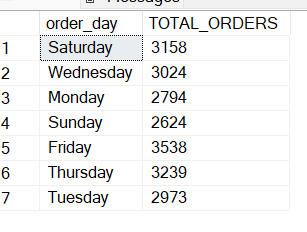 Messages
order_day TOTAL_ORDERS
1 Saturday 3158
2 Wednesday 3024
3 Monday 2794
4 Sunday 2624
5 Friday 3538
6 Thursday 3239
7 Tuesday 2973